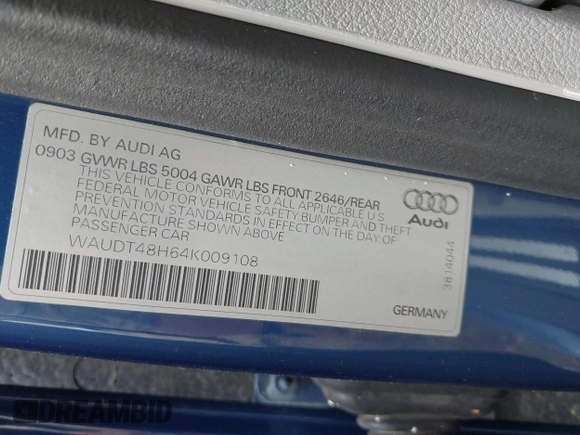 MFD. BY AUDI AG
0903 GVWR LBS 5004 GAWR LBS FRONT 2646/REAR
THIS VEHICLE CONFORMS TO ALL APPLICABLE U S
FEDERAL MOTOR VEHICLE SAFETY BUMPER AND THEFT
PREVENTION STANDARDS IN EFFECT ON THE DAY OF
MANUFACTURE SHOWN ABOVE
PASSENGER CAR
WAUDT48H64K009108
Audi
3814044
GERMANY
DREAMBID